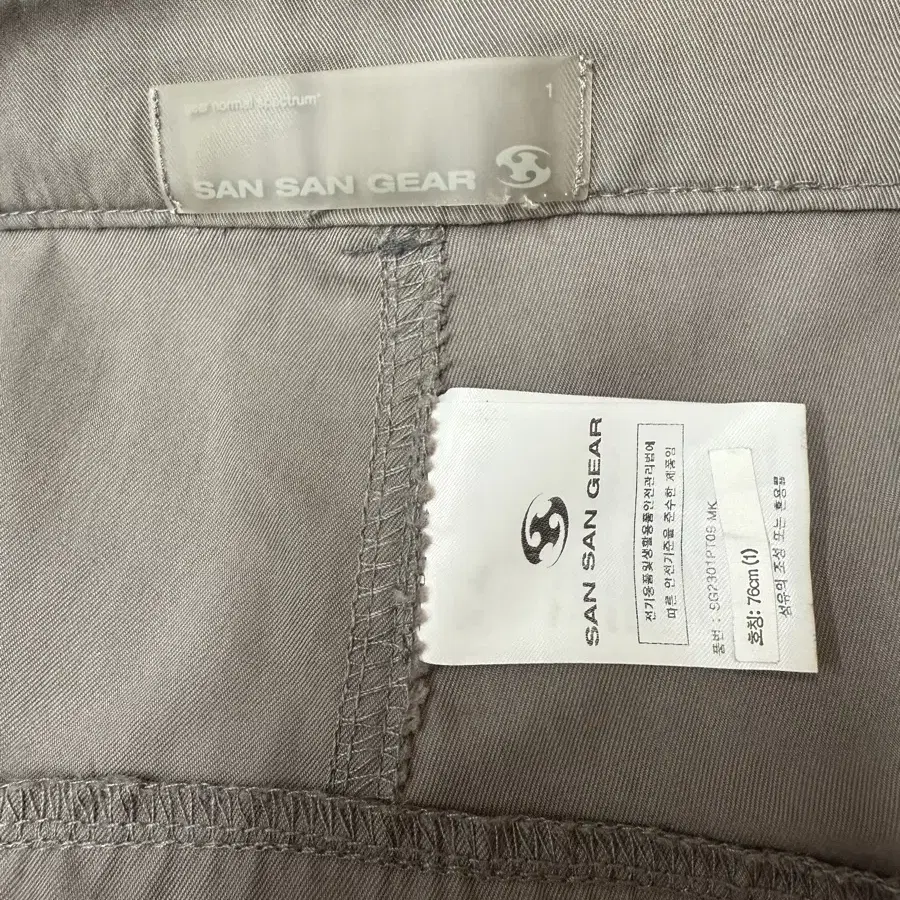 gear normal spectrum'
1
SAN SAN GEAR
SAN SAN GEAR
전기용품및생활용품안전관리법에
따른 안전기준을 준수한 제품임
품번 : SG2301PT09 MK
호칭: 76cm (1)
섬유의 조성 또는 혼용률